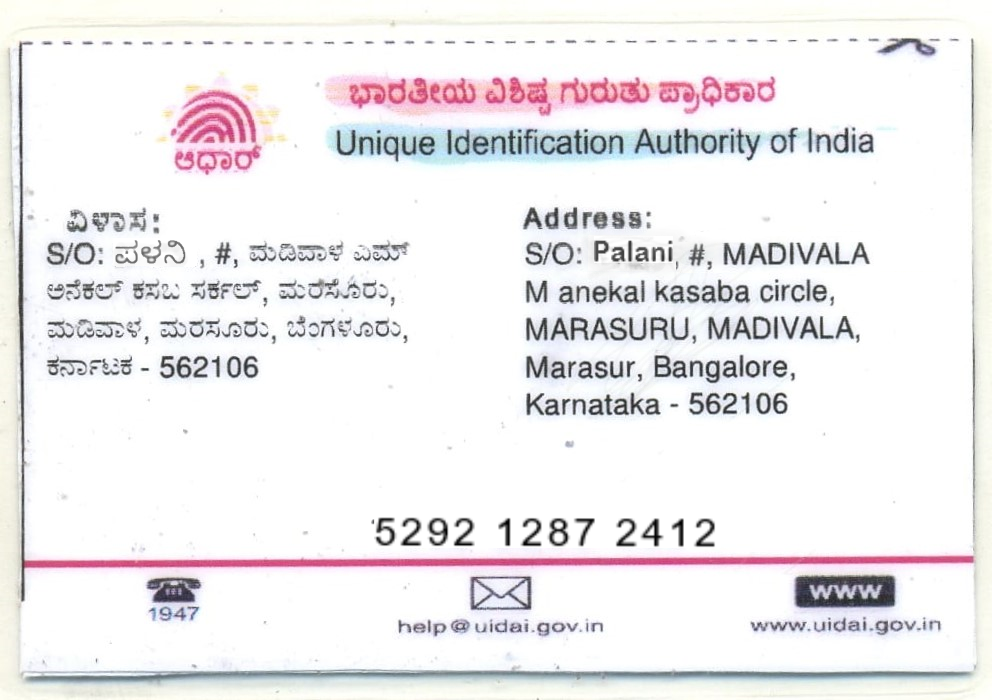 ಭಾರತೀಯ ವಿಶಿಷ್ಟ ಗುರುತು ಪ್ರಾಧಿಕಾರ
Unique Identification Authority of India
ಆಧಾರ್
ವಿಳಾಸ:
S/O: ಪಳನಿ , #, ಮಡಿವಾಳ ಎಮ್
ಅನೆಕಲ್ ಕಸಬ ಸರ್ಕಲ್, ಮರೆಸೂರು,
ಮಡಿವಾಳ, ಮರಸೂರು, ಬೆಂಗಳೂರು,
ಕರ್ನಾಟಕ - 562106
Address:
S/O: Palani, #, MADIVALA
M anekal kasaba circle,
MARASURU, MADIVALA,
Marasur, Bangalore,
Karnataka - 562106
5292 1287 2412
1947
help@uidai.gov.in
www
www.uidai.gov.in